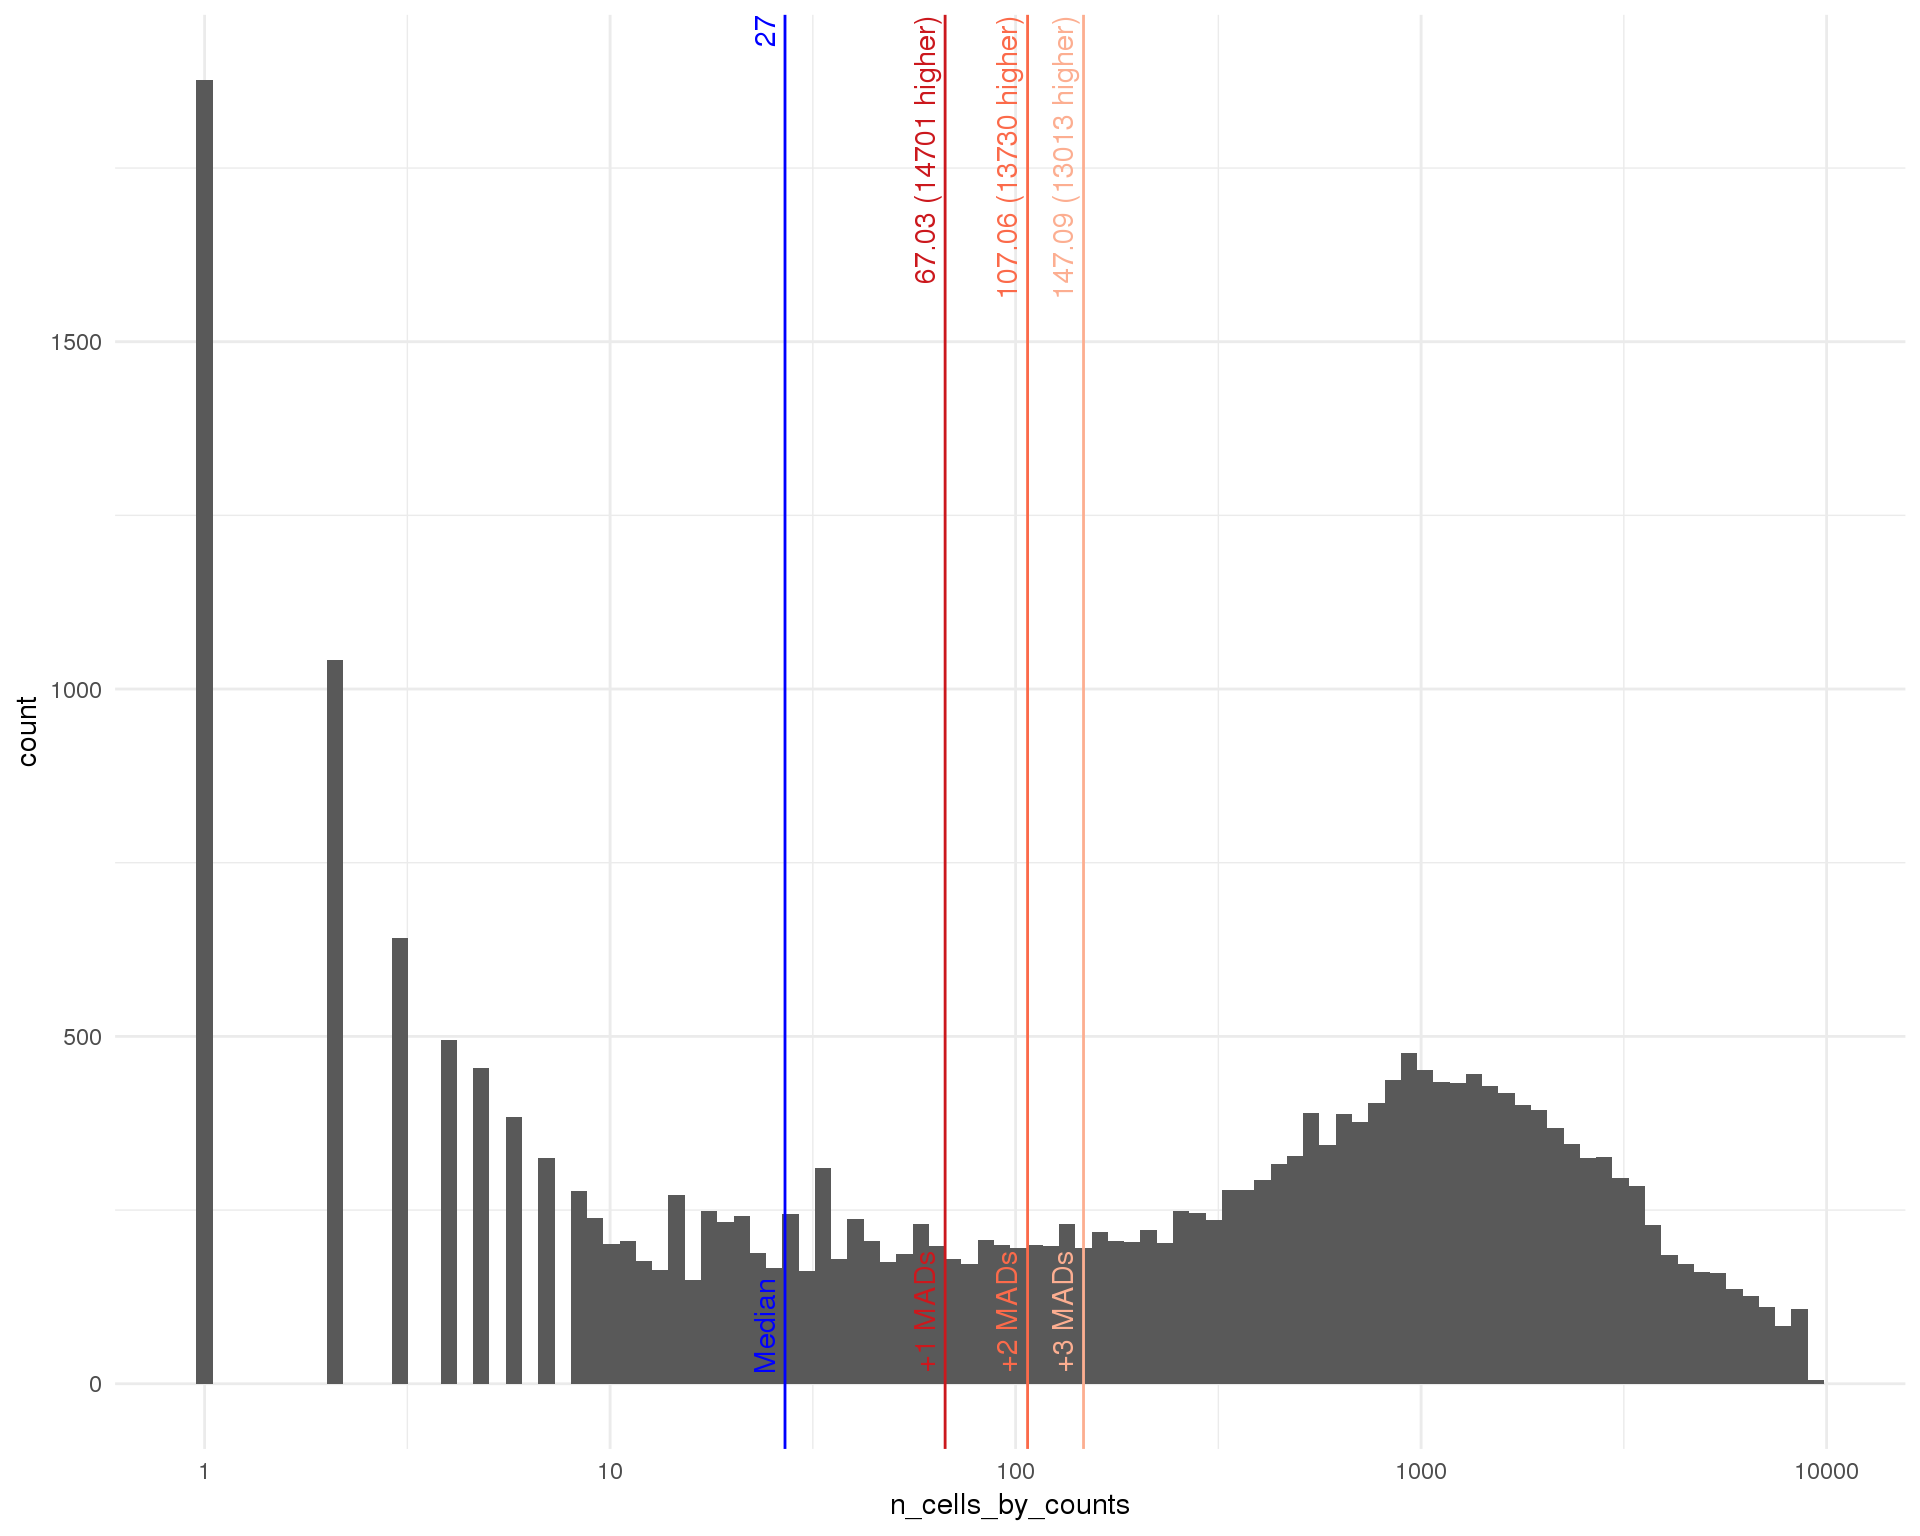 27
67.03 (14701 higher)
107.06 (13730 higher)
147.09 (13013 higher)
1500
1000
500
0
count
Median
+1 MADs
+2 MADs
+3 MADs
1
10
100
1000
10000
n_cells_by_counts